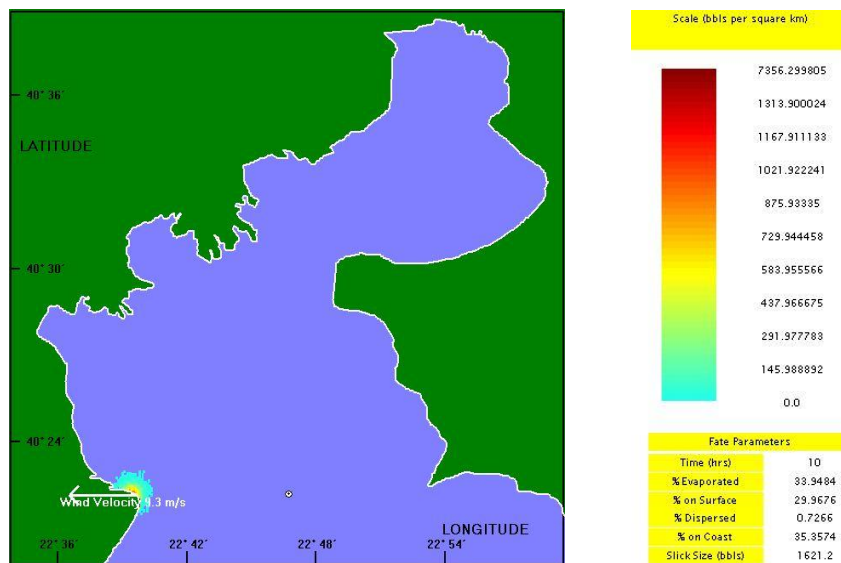 40° 36′
LATITUDE
40° 30′
40° 24′
Wind Velocity 9.3 m/s
LONGITUDE
22° 36′ 22° 42′ 22° 48′ 22° 54′
Scale (bbls per square km)
7356.299805
1313.900024
1167.911133
1021.922241
875.93335
729.944458
583.955566
437.966675
291.977783
145.988892
0.0
Fate Parameters
Time (hrs) 10
% Evaporated 33.9484
% on Surface 29.9676
% Dispersed 0.7266
% on Coast 35.3574
Slick Size (bbls) 1621.2